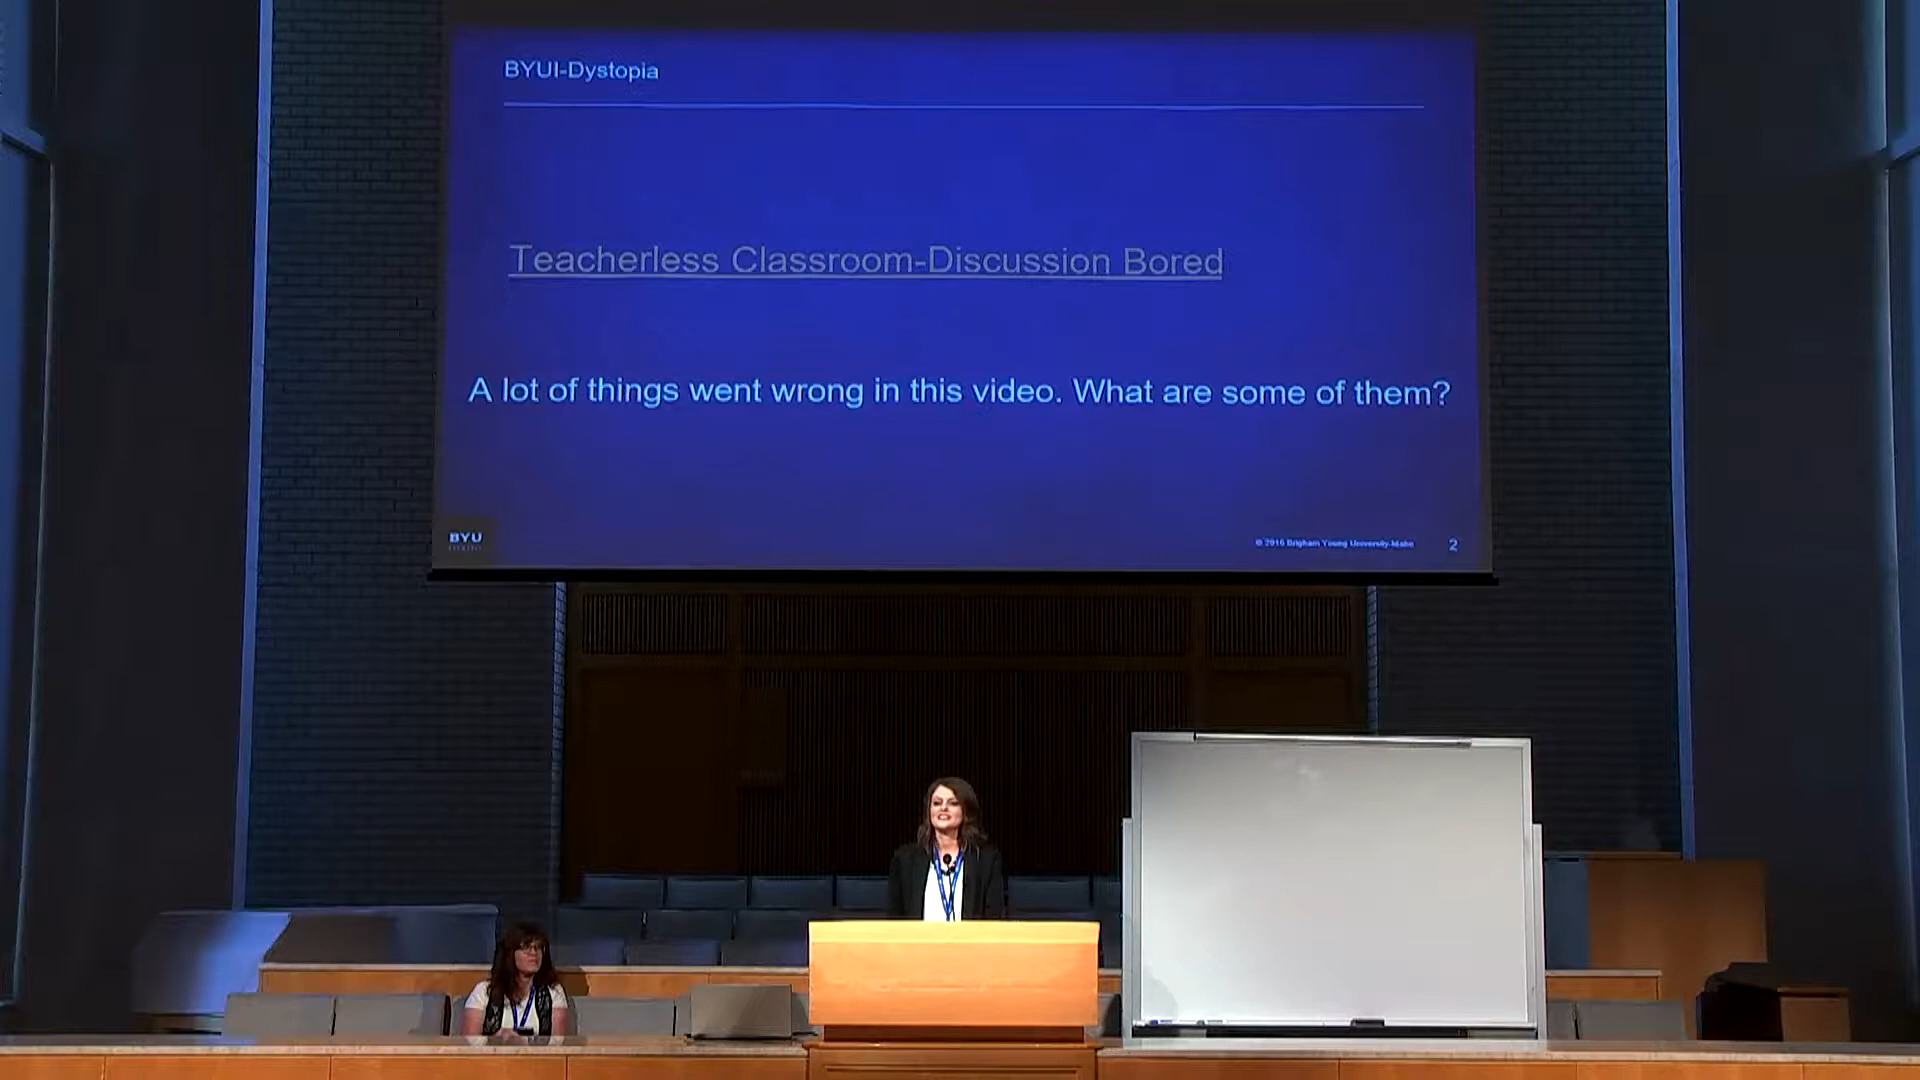 BYUI-Dystopia
Teacherless Classroom-Discussion Bored
A lot of things went wrong in this video. What are some of them?
BYU
© 2016 Brigham Young University-Idaho
2